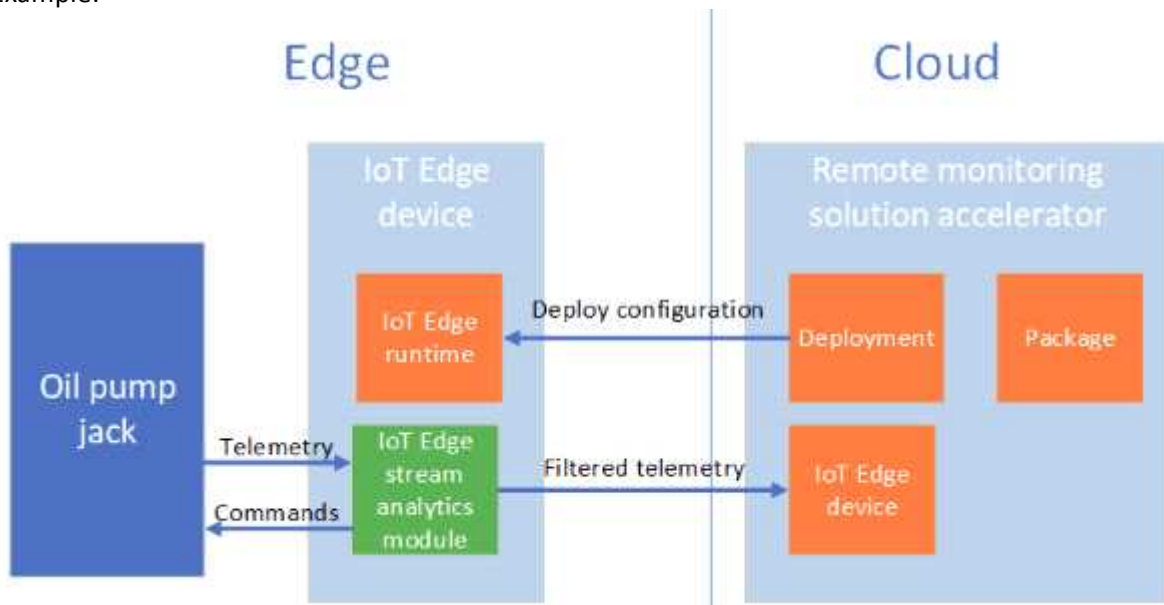 Example:
Edge
Cloud
IoT Edge
device
Remote monitoring
solution accelerator
Oil pump
jack
IoT Edge
runtime
Deploy configuration
Deployment
Package
Telemetry
Commands
IoT Edge
stream
analytics
module
Filtered telemetry
IoT Edge
device